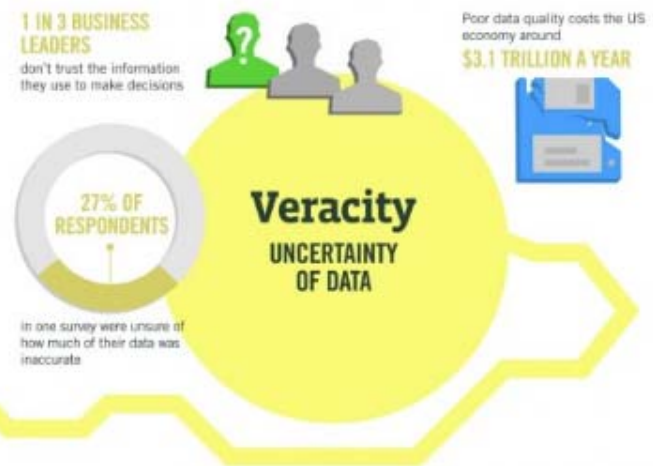 1 IN 3 BUSINESS
LEADERS
don't trust the information
they use to make decisions
?
Poor data quality costs the US
economy around
$3.1 TRILLION A YEAR
27% OF
RESPONDENTS
in one survey were unsure of
how much of their data was
inaccurate
Veracity
UNCERTAINTY
OF DATA